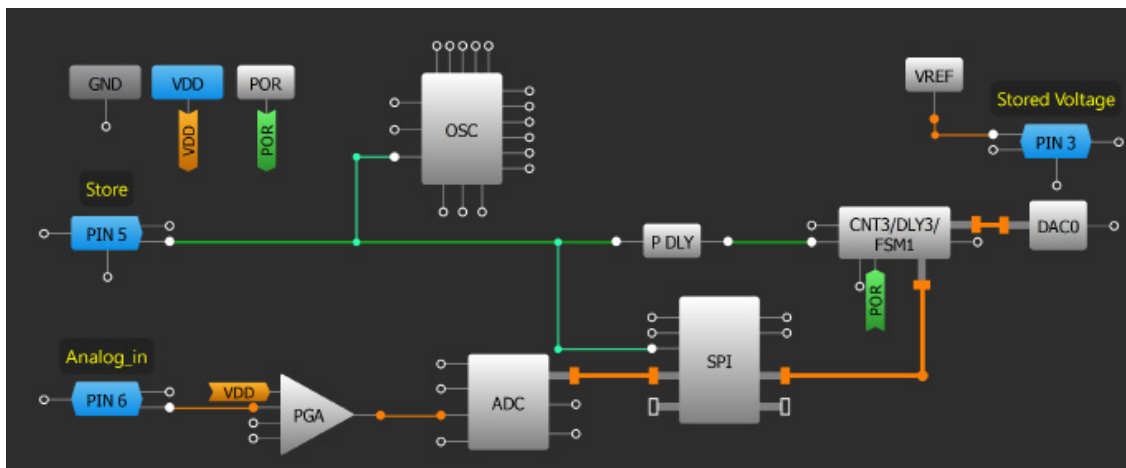 GND
VDD
POR
VDD
POR
OSC
VREF
Stored Voltage
PIN 3
Store
PIN 5
P DLY
CNT3/DLY3/
FSM1
DAC0
POR
Analog_in
PIN 6
VDD
PGA
ADC
SPI